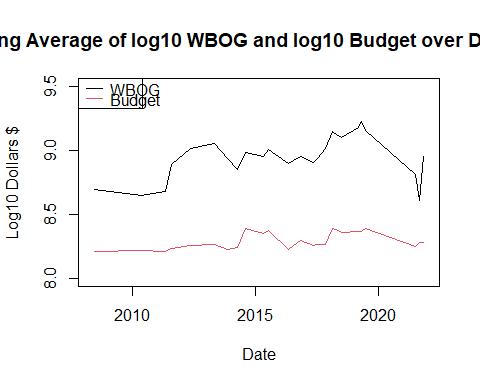 ng Average of log10 WBOG and log10 Budget over D
WBOG
Budget
9.5
9.0
8.5
8.0
Log10 Dollars $
2010 2015 2020
Date